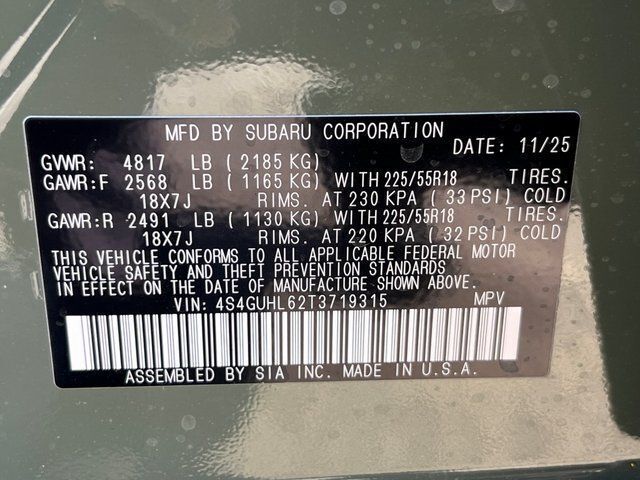 MFD BY SUBARU CORPORATION DATE: 11/25
GVWR: 4817 LB (2185 KG)
GAWR:F 2568 LB (1165 KG) WITH 225/55R18 TIRES.
18X7J RIMS. AT 230 KPA (33 PSI) COLD
GAWR:R 2491 LB (1130 KG) WITH 225/55R18 TIRES.
18X7J RIMS. AT 220 KPA (32 PSI) COLD
THIS VEHICLE CONFORMS TO ALL APPLICABLE FEDERAL MOTOR
VEHICLE SAFETY AND THEFT PREVENTION STANDARDS
IN EFFECT ON THE DATE OF MANUFACTURE SHOWN ABOVE.
VIN: 4S4GUHL62T3719315 MPV
ASSEMBLED BY SIA INC. MADE IN U.S.A.